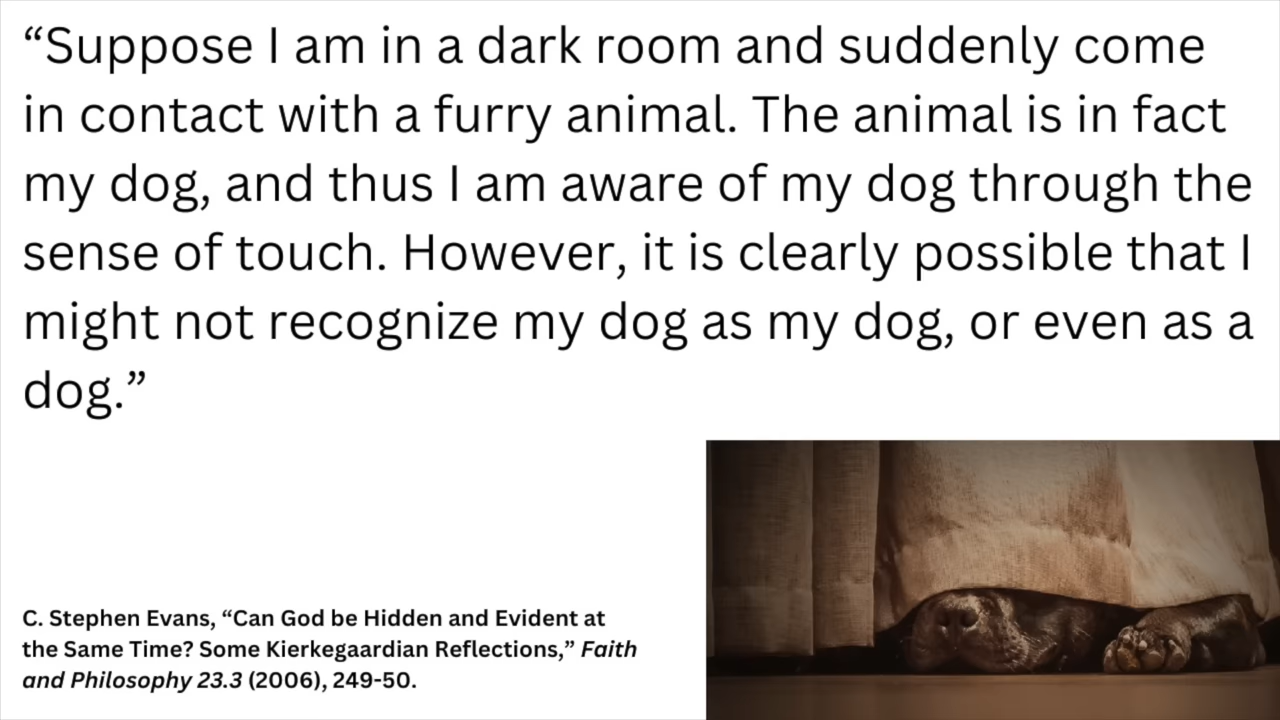 “Suppose I am in a dark room and suddenly come
in contact with a furry animal. The animal is in fact
my dog, and thus I am aware of my dog through the
sense of touch. However, it is clearly possible that I
might not recognize my dog as my dog, or even as a
dog.”
C. Stephen Evans, “Can God be Hidden and Evident at
the Same Time? Some Kierkegaardian Reflections,” Faith
and Philosophy 23.3 (2006), 249-50.